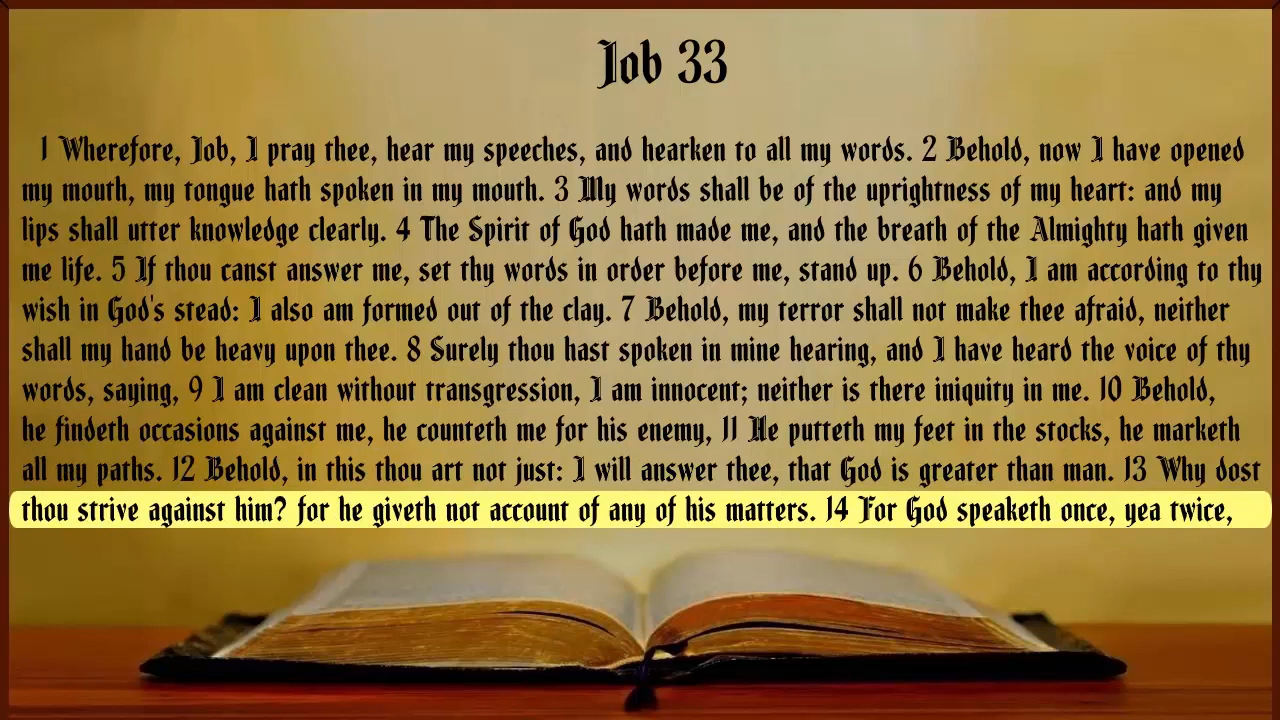 Job 33
1 Wherefore, Job, I pray thee, hear my speeches, and hearken to all my words. 2 Behold, now I have opened
my mouth, my tongue hath spoken in my mouth. 3 My words shall be of the uprightness of my heart: and my
lips shall utter knowledge clearly. 4 The Spirit of God hath made me, and the breath of the Almighty hath given
me life. 5 If thou canst answer me, set thy words in order before me, stand up. 6 Behold, I am according to thy
wish in God's stead: I also am formed out of the clay. 7 Behold, my terror shall not make thee afraid, neither
shall my hand be heavy upon thee. 8 Surely thou hast spoken in mine hearing, and I have heard the voice of thy
words, saying, 9 I am clean without transgression, I am innocent; neither is there iniquity in me. 10 Behold,
he findeth occasions against me, he counteth me for his enemy, 11 He putteth my feet in the stocks, he marketh
all my paths. 12 Behold, in this thou art not just: I will answer thee, that God is greater than man. 13 Why dost
thou strive against him? for he giveth not account of any of his matters. 14 For God speaketh once, yea twice,